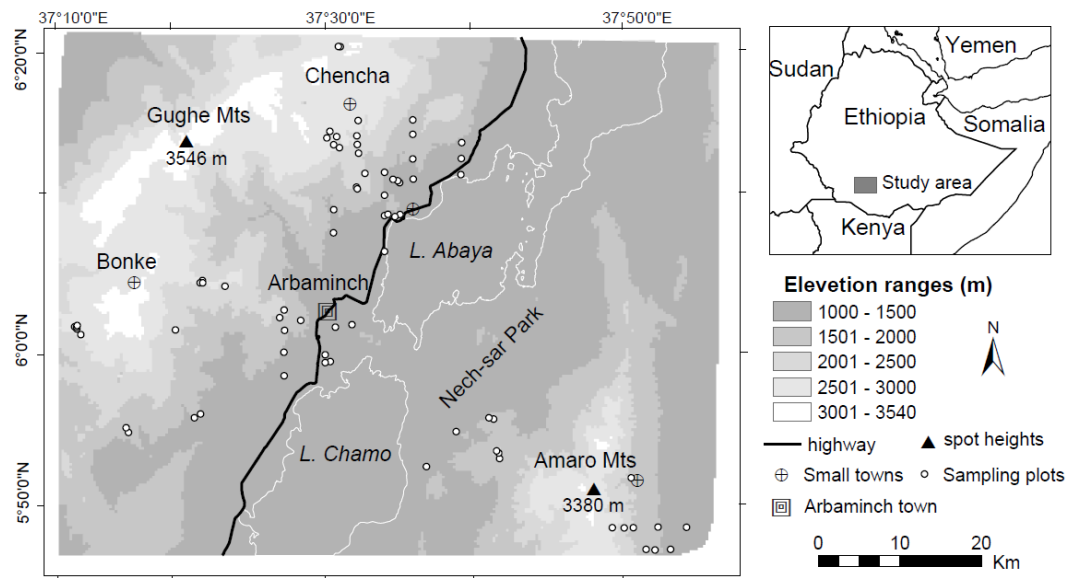 37°10'0"E
37°30'0"E
37°50'0"E
6°20'0"N
6°0'0"N
5°50'0"N
Chencha
Gughe Mts
3546 m
Bonke
L. Abaya
Arbaminch
Nech-sar Park
L. Chamo
Amaro Mts
3380 m
Yemen
Sudan
Ethiopia
Somalia
Study area
Kenya
Elevetion ranges (m)
1000 - 1500
1501 - 2000
2001 - 2500
2501 - 3000
3001 - 3540
N
highway
spot heights
Small towns
Sampling plots
Arbaminch town
0 10 20
Km